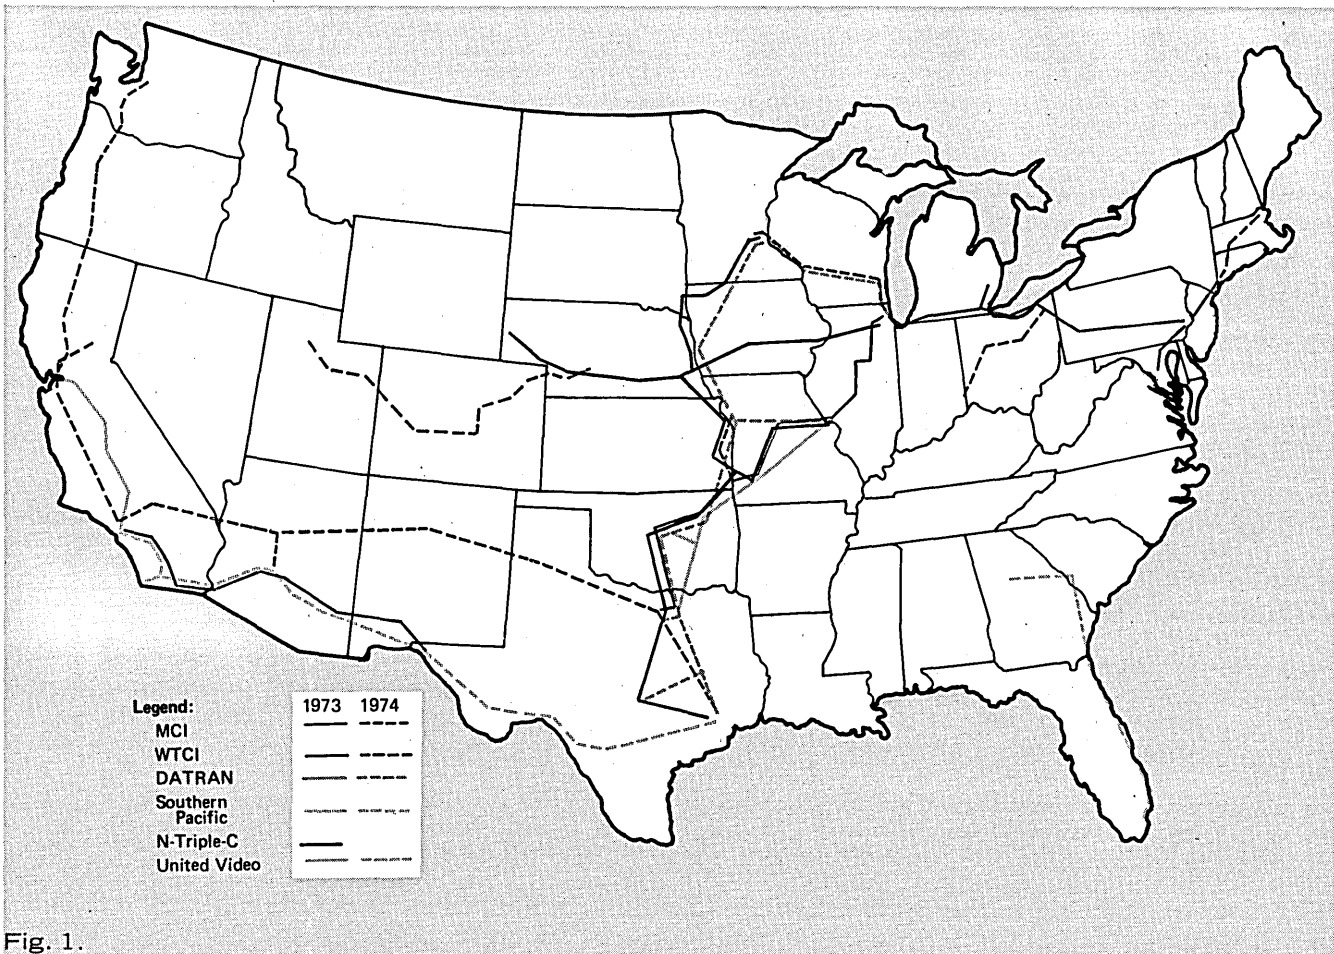 Legend:
1973 1974
MCI
WTCI
DATRAN
Southern
Pacific
N-Triple-C
United Video
Fig. 1.